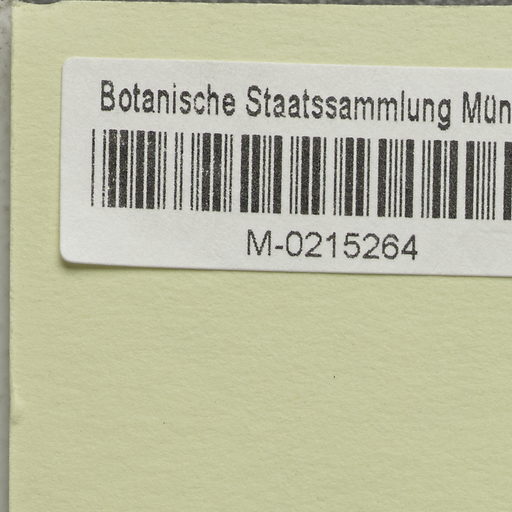 Botanische Staatssammlung Mün
M-0215264